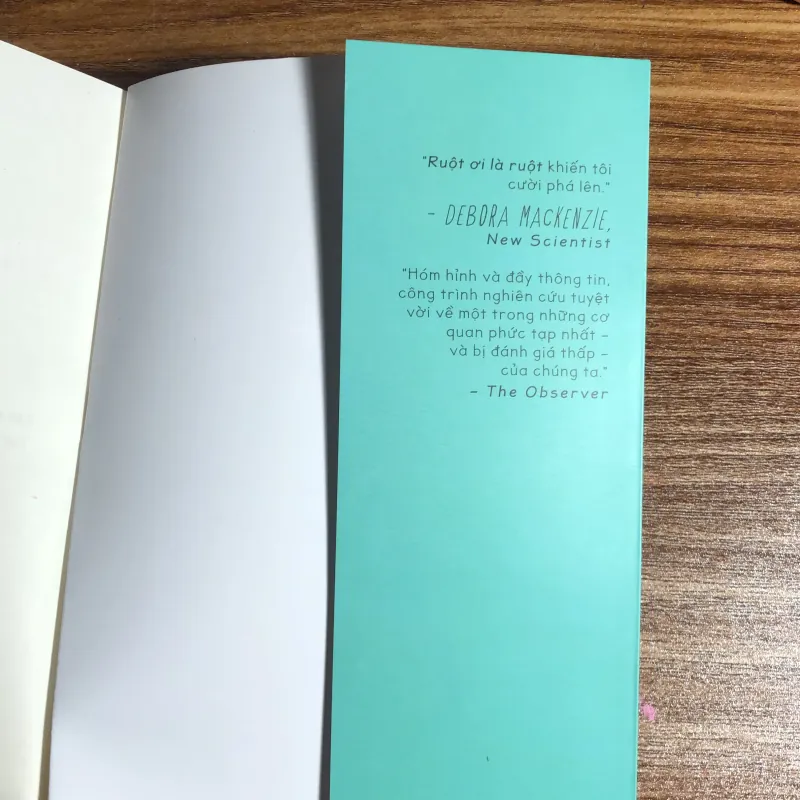 "Ruột ơi là ruột khiến tôi
cười phá lên."
– DEBORA MACKENZIE,
New Scientist
"Hóm hỉnh và đầy thông tin,
công trình nghiên cứu tuyệt
vời về một trong những cơ
quan phức tạp nhất –
và bị đánh giá thấp –
của chúng ta."
– The Observer